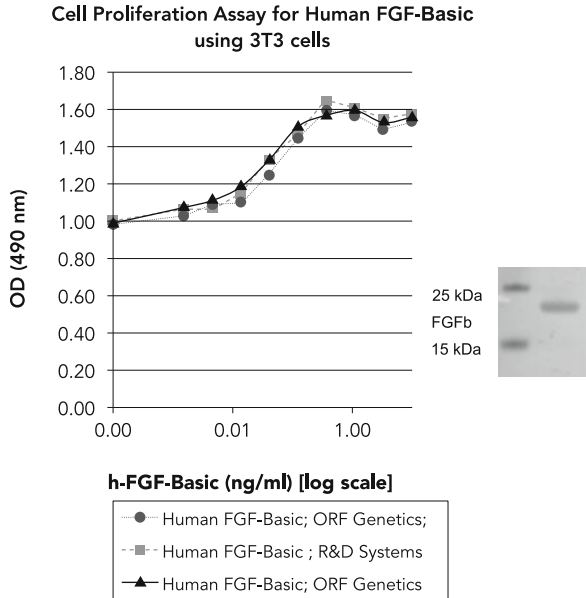 Cell Proliferation Assay for Human FGF-Basic
using 3T3 cells
1.80
1.60
1.40
1.20
1.00
0.80
0.60
0.40
0.20
0.00
OD (490 nm)
0.00 0.01 1.00
h-FGF-Basic (ng/ml) [log scale]
25 kDa
FGFb
15 kDa
Human FGF-Basic; ORF Genetics;
Human FGF-Basic ; R&D Systems
Human FGF-Basic; ORF Genetics